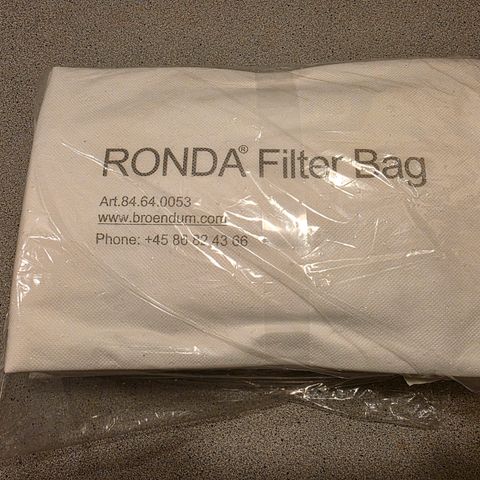 RONDA® Filter Bag
Art.84.64.0053
www.broendum.com
Phone: +45 86 82 43 66